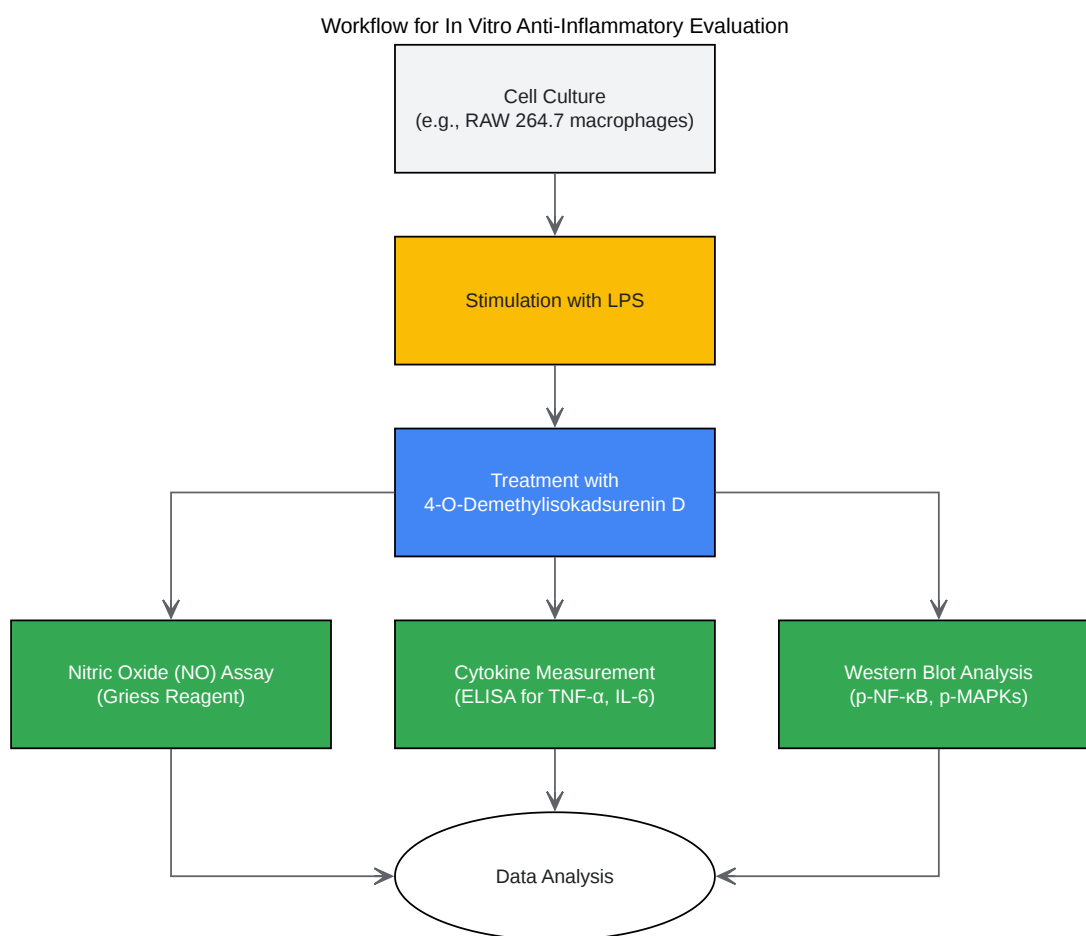 Workflow for In Vitro Anti-Inflammatory Evaluation
Cell Culture
(e.g., RAW 264.7 macrophages)
Stimulation with LPS
Treatment with
4-O-Demethylisokadsurenin D
Nitric Oxide (NO) Assay
(Griess Reagent)
Cytokine Measurement
(ELISA for TNF-α, IL-6)
Western Blot Analysis
(p-NF-κB, p-MAPKs)
Data Analysis